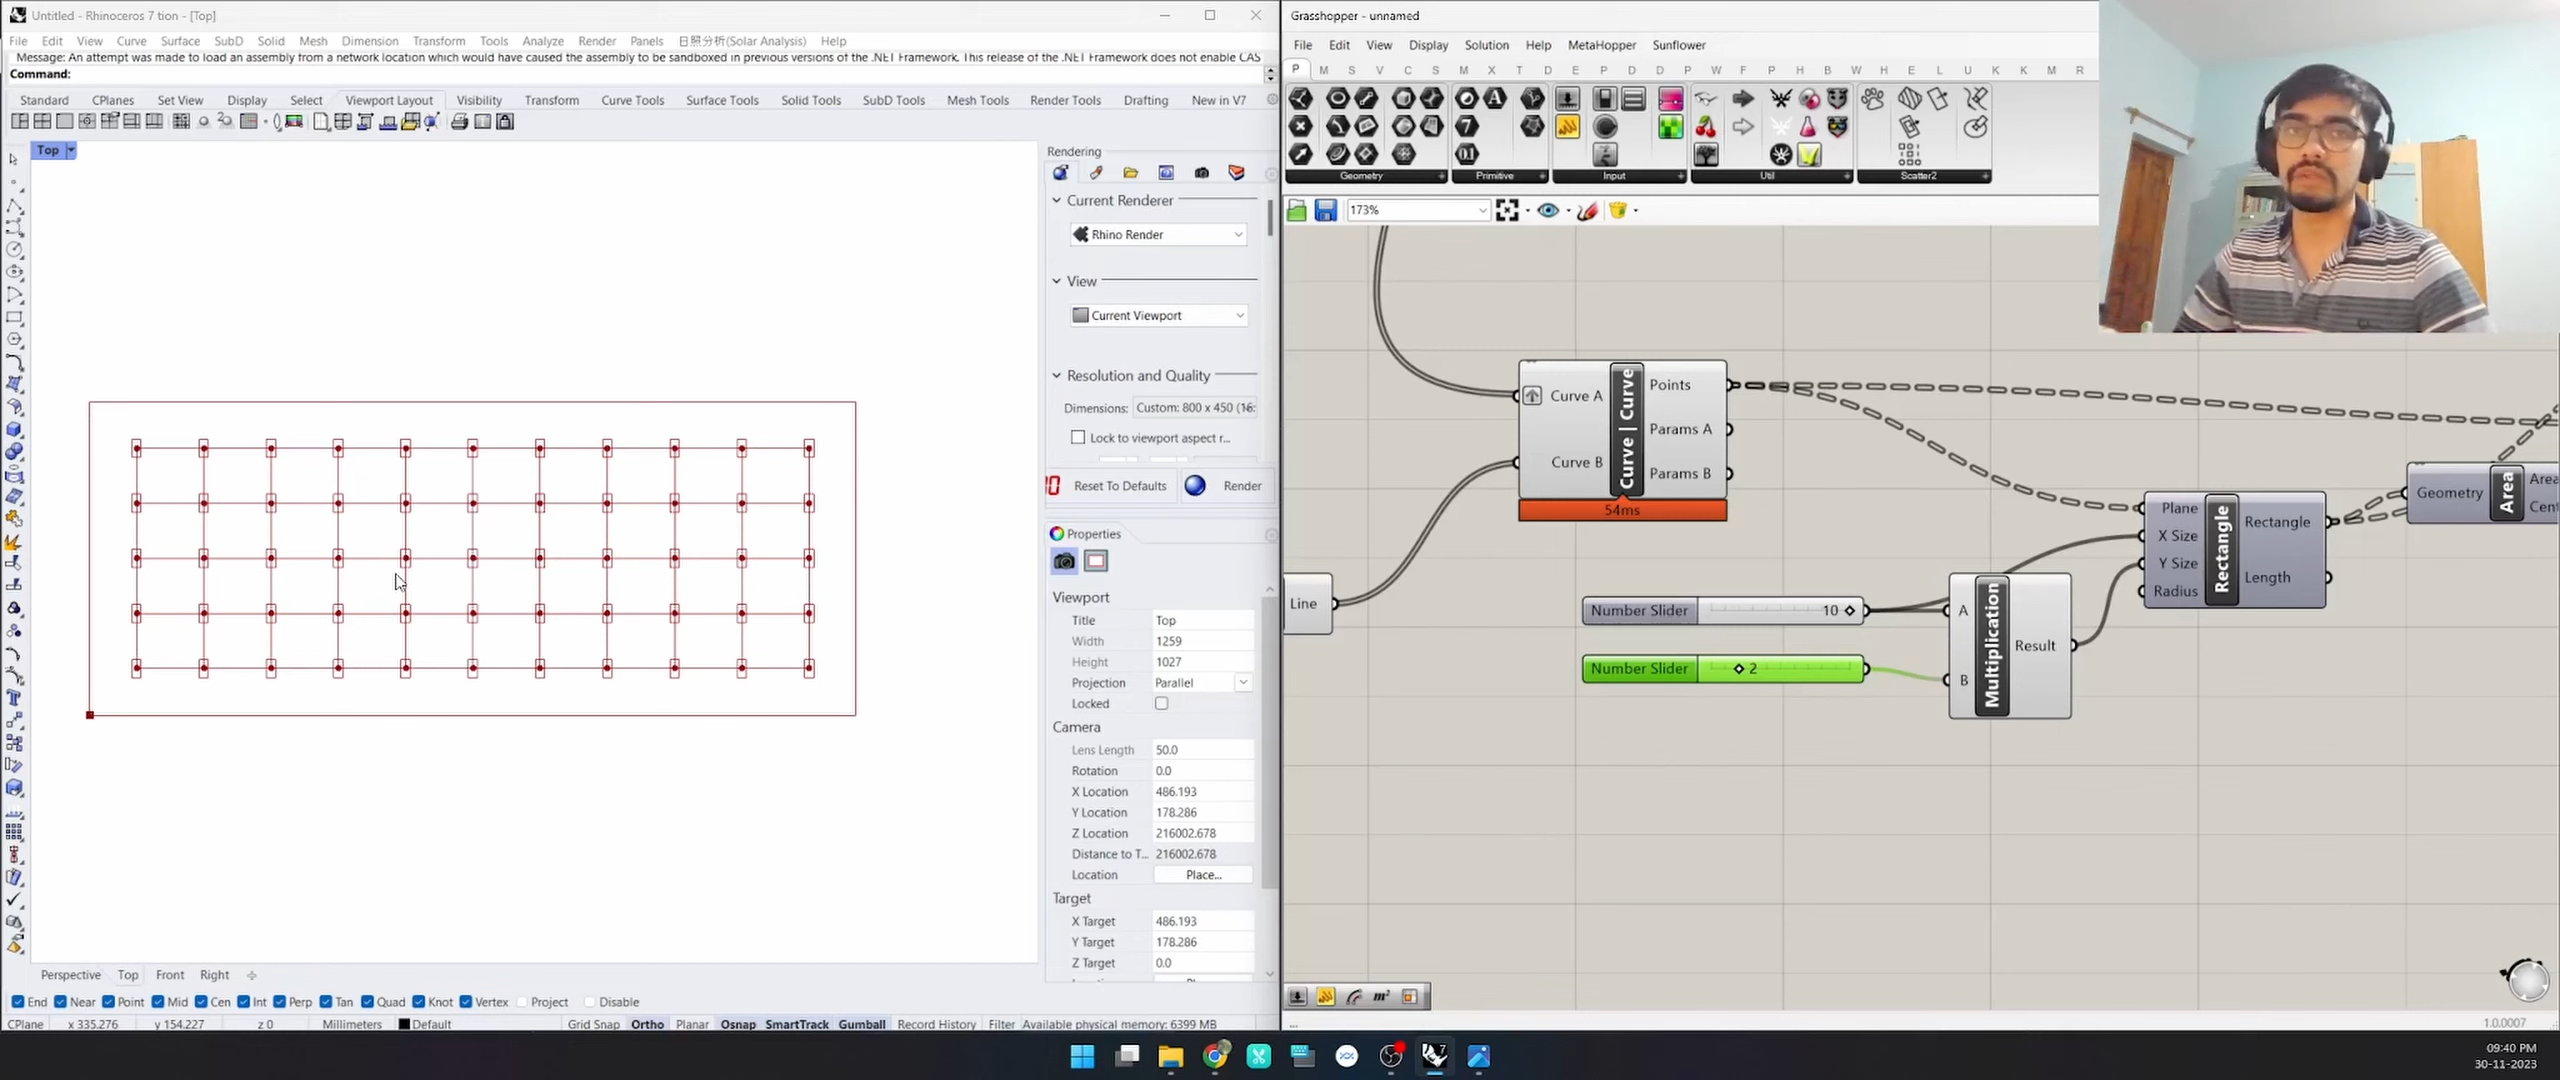 Untitled - Rhinoceros 7 tion - [Top]
File Edit View Curve Surface SubD Solid Mesh Dimension Transform Tools Analyze Render Panels 日照分析(Solar Analysis) Help
Message: An attempt was made to load an assembly from a network location which would have caused the assembly to be sandboxed in previous versions of the .NET Framework. This release of the .NET Framework does not enable CAS
Command:
Standard CPlanes Set View Display Select Viewport Layout Visibility Transform Curve Tools Surface Tools Solid Tools SubD Tools Mesh Tools Render Tools Drafting New in V7
Top
Rendering
Current Renderer
Rhino Render
View
Current Viewport
Resolution and Quality
Dimensions: Custom: 800 x 450 (16:
Lock to viewport aspect r...
Reset To Defaults Render
Properties
Viewport
Title Top
Width 1259
Height 1027
Projection Parallel
Locked
Camera
Lens Length 50.0
Rotation 0.0
X Location 486.193
Y Location 178.286
Z Location 216002.678
Distance to T... 216002.678
Location Place...
Target
X Target 486.193
Y Target 178.286
Z Target 0.0
Perspective Top Front Right
End Near Point Mid Cen Int Perp Tan Quad Knot Vertex Project Disable
CPlane x 335.276 y 154.227 z 0 Millimeters Default Grid Snap Ortho Planar Osnap SmartTrack Gumball Record History Filter Available physical memory: 6399 MB
Grasshopper - unnamed
File Edit View Display Solution Help MetaHopper Sunflower
P M S V C S M X T D E P D D P W F P H B W H E L U K K M R
Geometry Primitive Input Util Scatter2
173%
Curve A
Curve B
Curve | Curve
Points
Params A
Params B
54ms
Line
Number Slider 10
Number Slider 2
A
B
Multiplication
Result
Plane
X Size
Y Size
Radius
Rectangle
Rectangle
Length
Geometry
Area
Area
Cent
1.0.0007
09:40 PM
30-11-2023